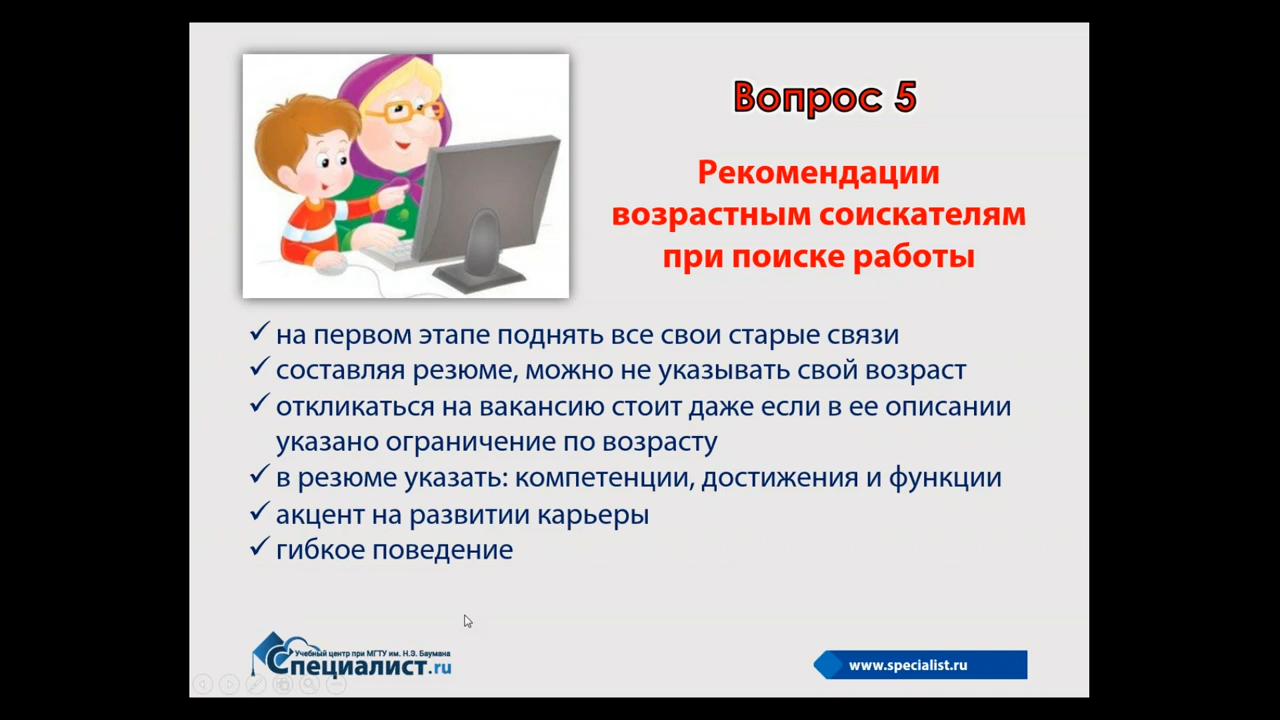 Вопрос 5
Рекомендации
возрастным соискателям
при поиске работы
✓ на первом этапе поднять все свои старые связи
✓ составляя резюме, можно не указывать свой возраст
✓ откликаться на вакансию стоит даже если в ее описании
указано ограничение по возрасту
✓ в резюме указать: компетенции, достижения и функции
✓ акцент на развитии карьеры
✓ гибкое поведение
Учебный центр при МГТУ им. Н.Э. Баумана
Специалист.ru
www.specialist.ru